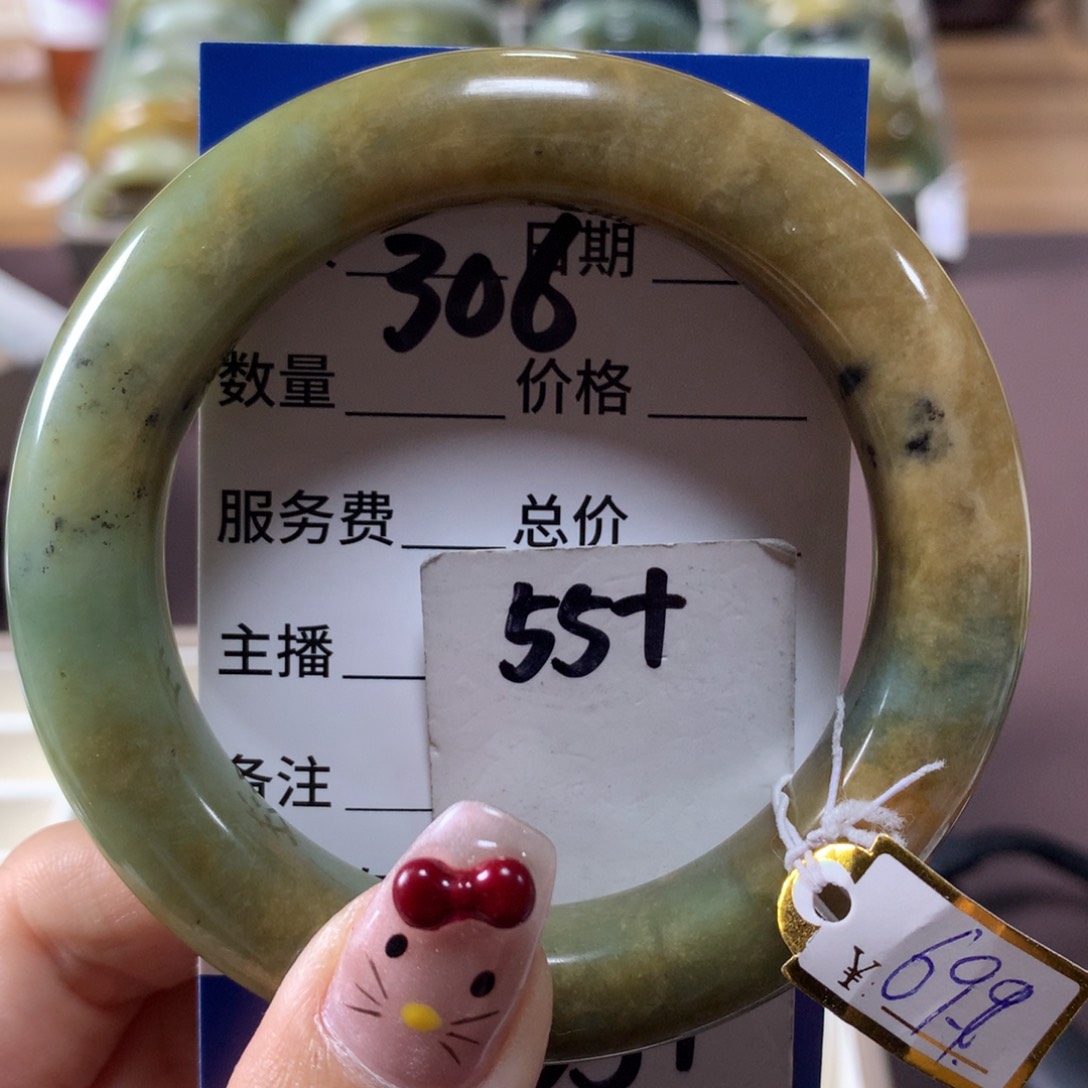 306 日期
数量 价格
服务费 总价
55+
主播
备注
¥699